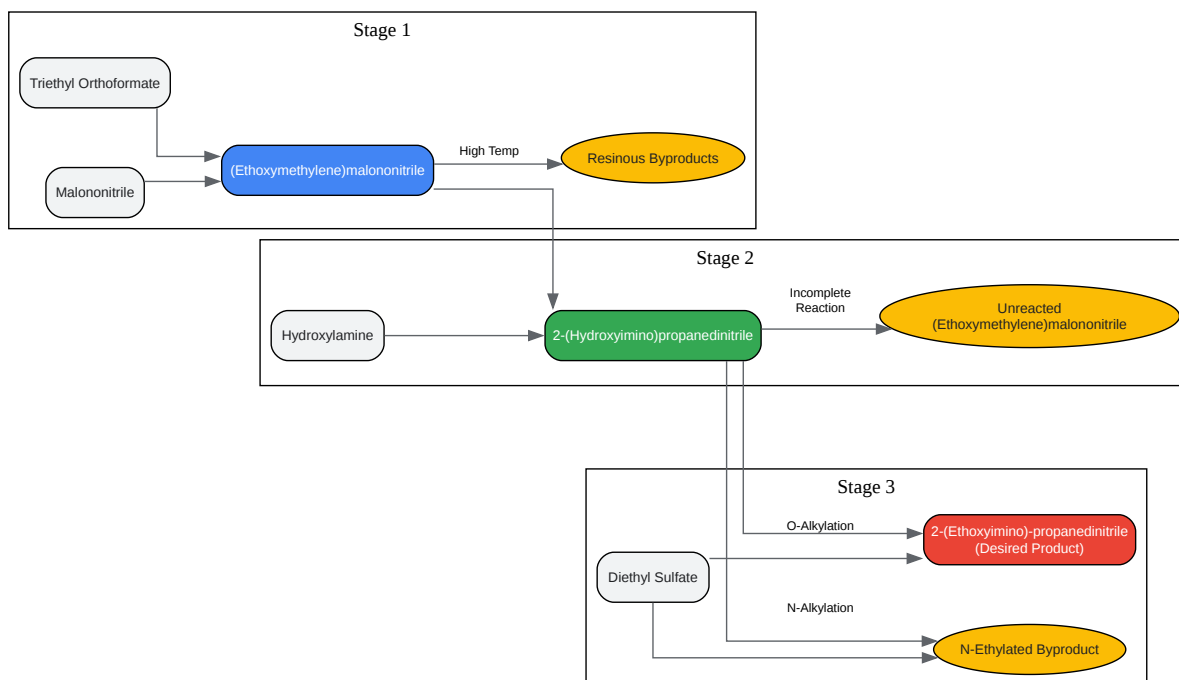 Stage 1
Triethyl Orthoformate
Malononitrile
(Ethoxymethylene)malononitrile
High Temp
Resinous Byproducts
Stage 2
Hydroxylamine
2-(Hydroxyimino)propanedinitrile
Incomplete
Reaction
Unreacted
(Ethoxymethylene)malononitrile
Stage 3
O-Alkylation
2-(Ethoxyimino)-propanedinitrile
(Desired Product)
Diethyl Sulfate
N-Alkylation
N-Ethylated Byproduct